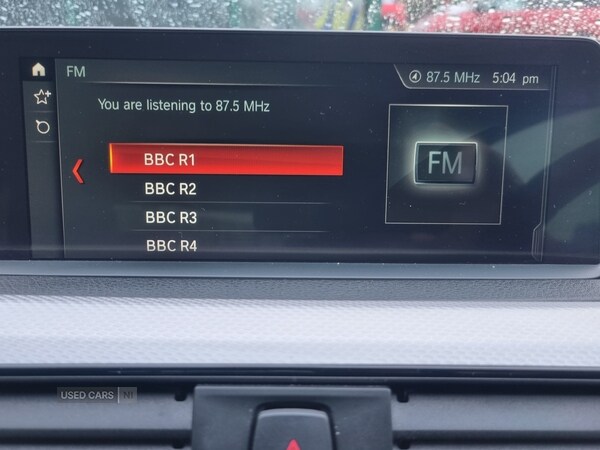 FM
87.5 MHz 5:04 pm
You are listening to 87.5 MHz
BBC R1
BBC R2
BBC R3
BBC R4
FM
USED CARS NI